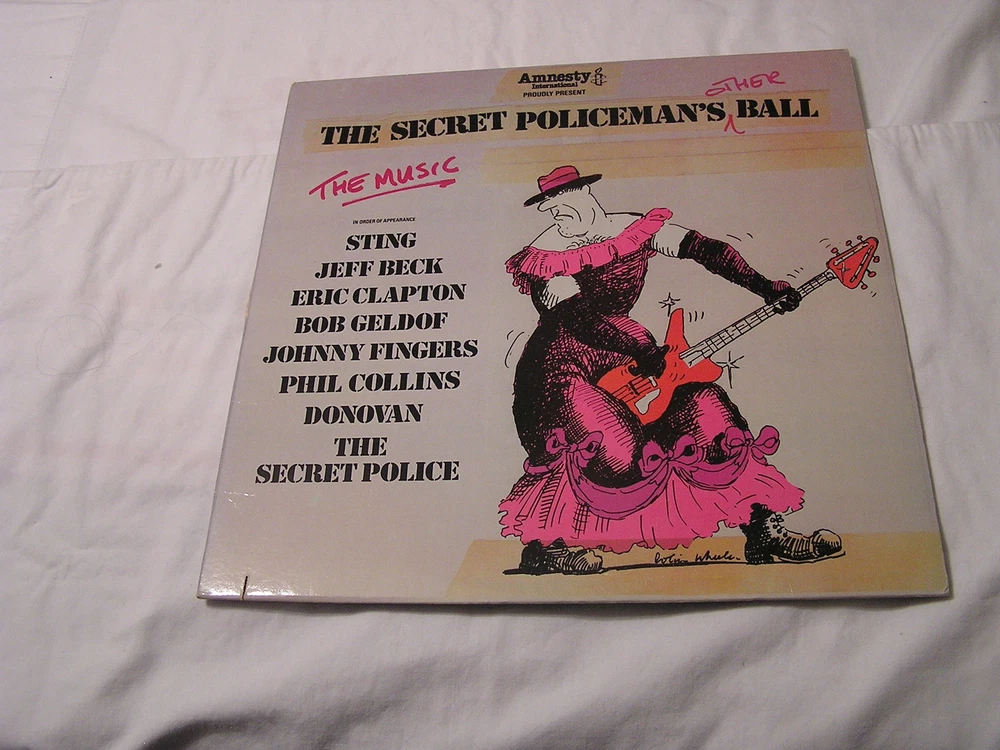 Amnesty
International
PROUDLY PRESENT
OTHER
THE SECRET POLICEMAN'S BALL
THE MUSIC
IN ORDER OF APPEARANCE
STING
JEFF BECK
ERIC CLAPTON
BOB GELDOF
JOHNNY FINGERS
PHIL COLLINS
DONOVAN
THE
SECRET POLICE